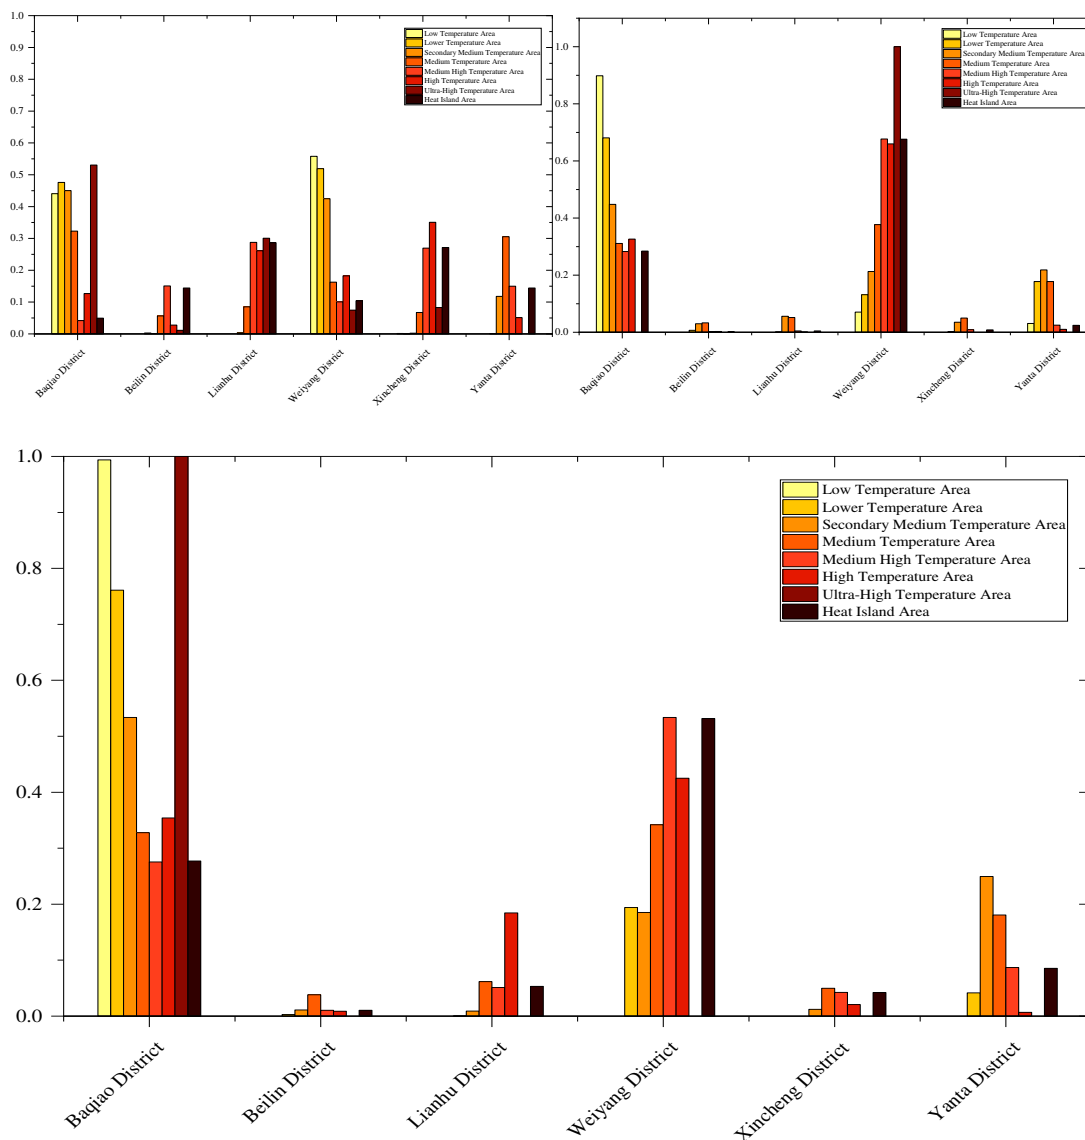 1.0
0.9
0.8
0.7
0.6
0.5
0.4
0.3
0.2
0.1
0.0
Low Temperature Area
Lower Temperature Area
Secondary Medium Temperature Area
Medium Temperature Area
Medium High Temperature Area
High Temperature Area
Ultra-High Temperature Area
Heat Island Area
Baqiao District
Beilin District
Lianhu District
Weiyang District
Xincheng District
Yanta District
1.0
0.8
0.6
0.4
0.2
0.0
Low Temperature Area
Lower Temperature Area
Secondary Medium Temperature Area
Medium Temperature Area
Medium High Temperature Area
High Temperature Area
Ultra-High Temperature Area
Heat Island Area
Baqiao District
Beilin District
Lianhu District
Weiyang District
Xincheng District
Yanta District
1.0
0.8
0.6
0.4
0.2
0.0
Low Temperature Area
Lower Temperature Area
Secondary Medium Temperature Area
Medium Temperature Area
Medium High Temperature Area
High Temperature Area
Ultra-High Temperature Area
Heat Island Area
Baqiao District
Beilin District
Lianhu District
Weiyang District
Xincheng District
Yanta District